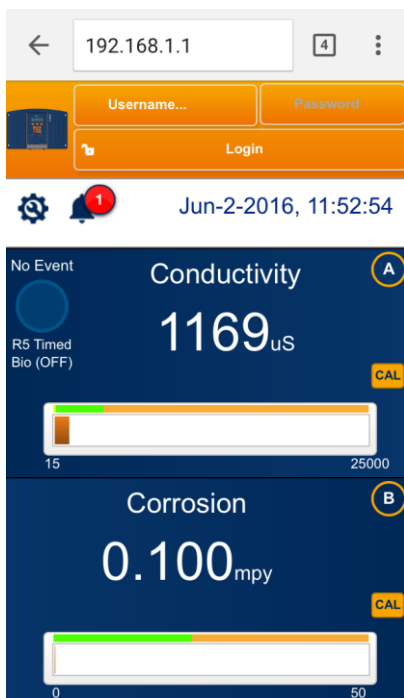 192.168.1.1
4
Username...
Password
Login
1
Jun-2-2016, 11:52:54
No Event
Conductivity
A
1169uS
R5 Timed
Bio (OFF)
CAL
15
25000
Corrosion
B
0.100mpy
CAL
0
50